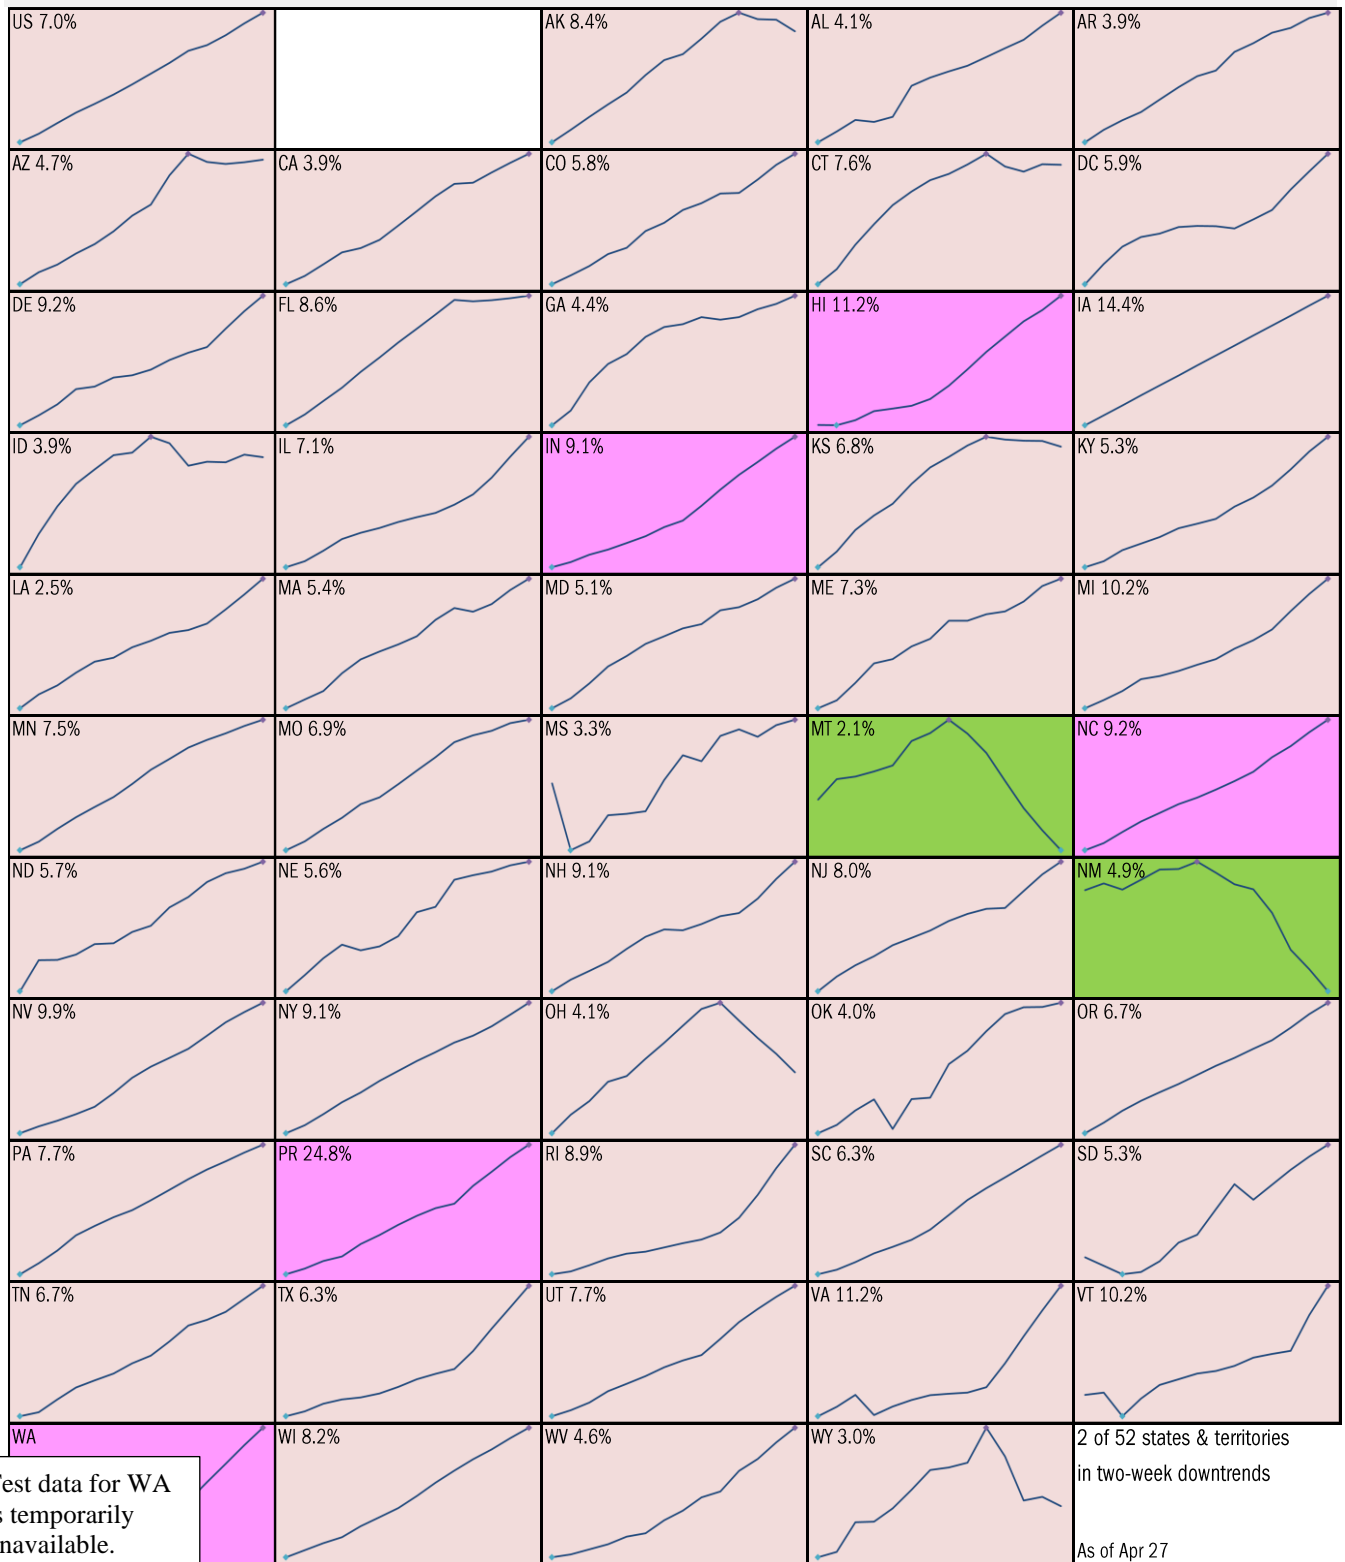 US 7.0%
AK 8.4%
AL 4.1%
AR 3.9%
AZ 4.7%
CA 3.9%
CO 5.8%
CT 7.6%
DC 5.9%
DE 9.2%
FL 8.6%
GA 4.4%
HI 11.2%
IA 14.4%
ID 3.9%
IL 7.1%
IN 9.1%
KS 6.8%
KY 5.3%
LA 2.5%
MA 5.4%
MD 5.1%
ME 7.3%
MI 10.2%
MN 7.5%
MO 6.9%
MS 3.3%
MT 2.1%
NC 9.2%
ND 5.7%
NE 5.6%
NH 9.1%
NJ 8.0%
NM 4.9%
NV 9.9%
NY 9.1%
OH 4.1%
OK 4.0%
OR 6.7%
PA 7.7%
PR 24.8%
RI 8.9%
SC 6.3%
SD 5.3%
TN 6.7%
TX 6.3%
UT 7.7%
VA 11.2%
VT 10.2%
WA
est data for WA
s temporarily
navailable.
WI 8.2%
WV 4.6%
WY 3.0%
2 of 52 states & territories
in two-week downtrends
As of Apr 27